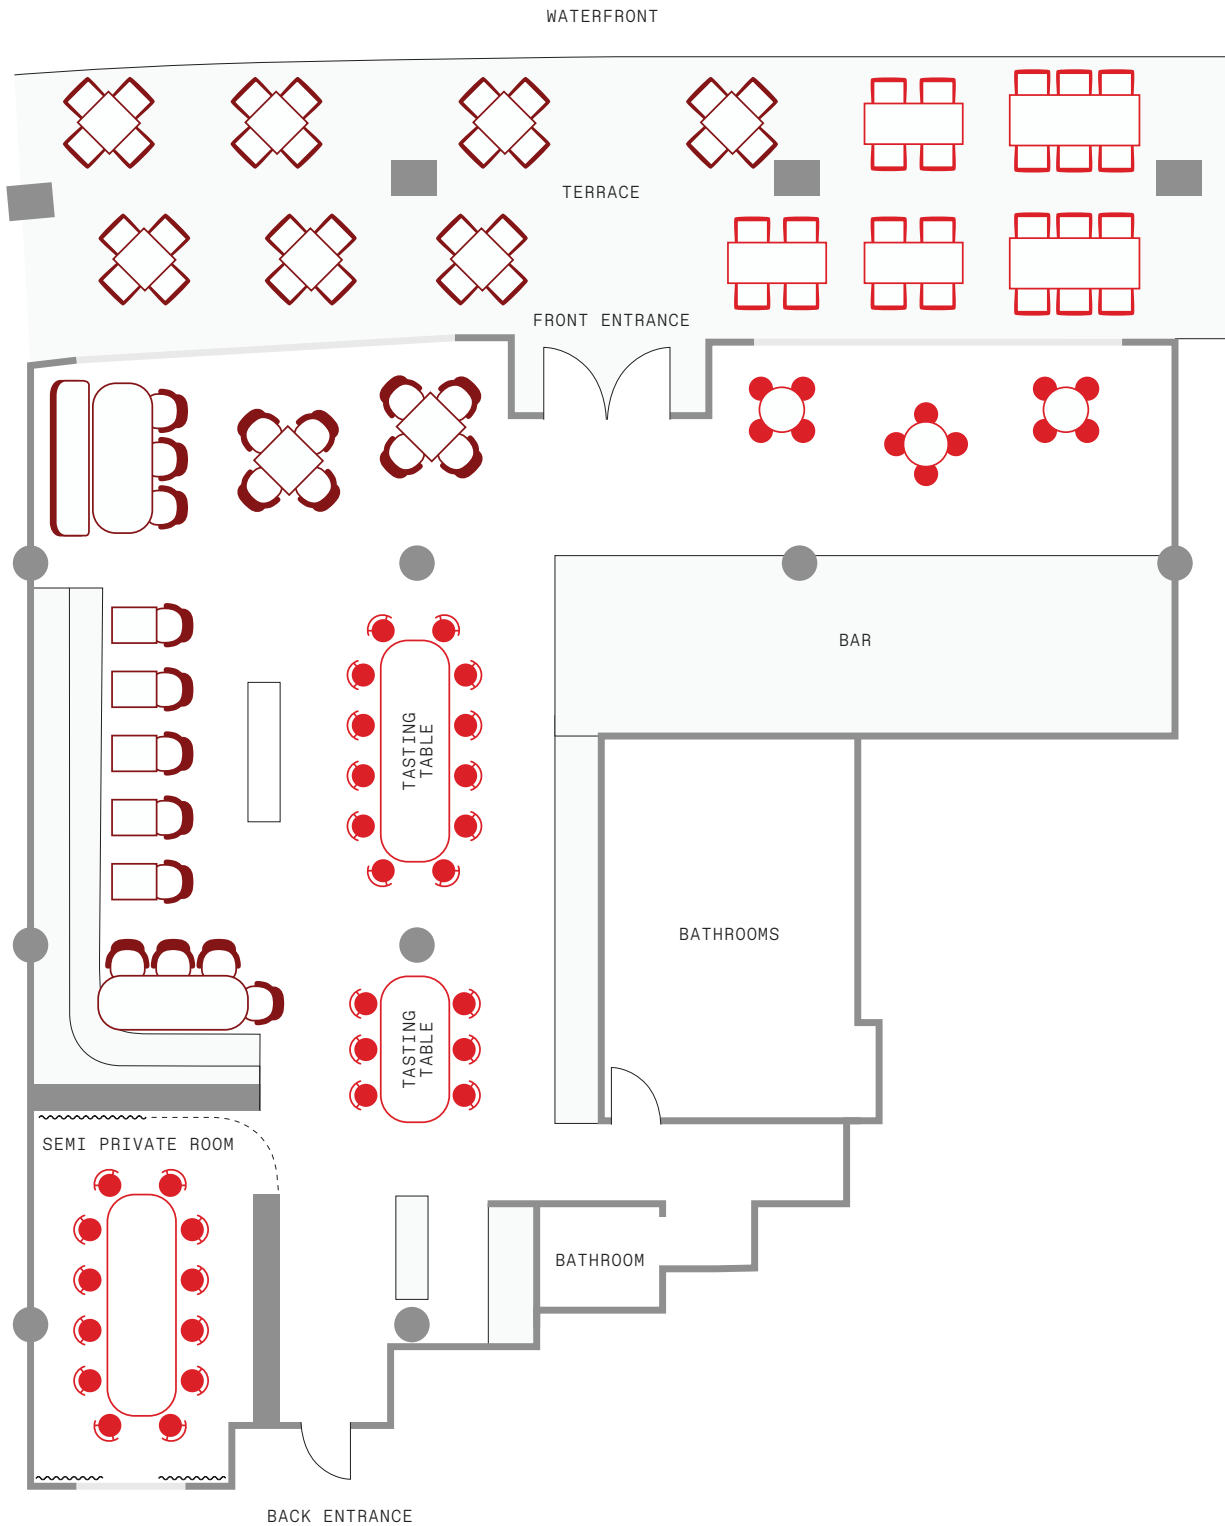 WATERFRONT
TERRACE
FRONT ENTRANCE
BAR
TASTING
TABLE
BATHROOMS
TASTING
TABLE
SEMI PRIVATE ROOM
BATHROOM
BACK ENTRANCE